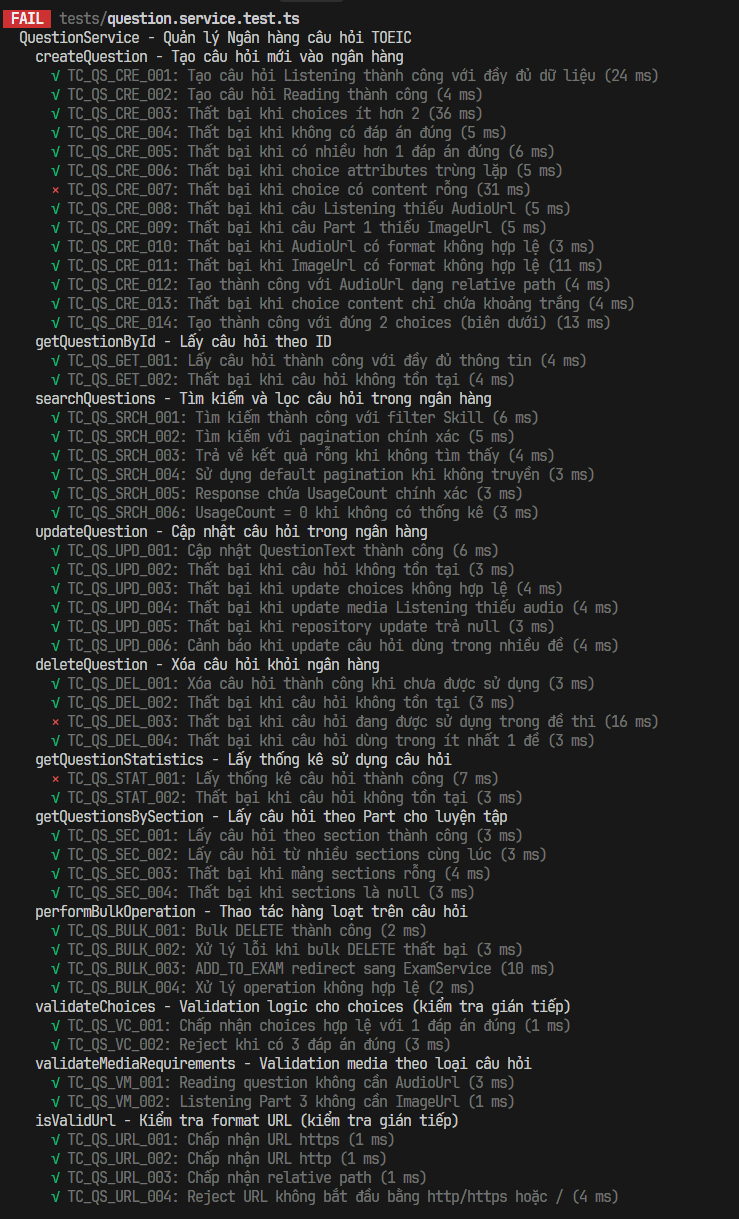 FAIL tests/question.service.test.ts
QuestionService - Quản lý Ngân hàng câu hỏi TOEIC
createQuestion - Tạo câu hỏi mới vào ngân hàng
√ TC_QS_CRE_001: Tạo câu hỏi Listening thành công với đầy đủ dữ liệu (24 ms)
√ TC_QS_CRE_002: Tạo câu hỏi Reading thành công (4 ms)
√ TC_QS_CRE_003: Thất bại khi choices ít hơn 2 (36 ms)
√ TC_QS_CRE_004: Thất bại khi không có đáp án đúng (5 ms)
√ TC_QS_CRE_005: Thất bại khi có nhiều hơn 1 đáp án đúng (6 ms)
√ TC_QS_CRE_006: Thất bại khi choice attributes trùng lặp (5 ms)
× TC_QS_CRE_007: Thất bại khi choice có content rỗng (31 ms)
√ TC_QS_CRE_008: Thất bại khi câu Listening thiếu AudioUrl (5 ms)
√ TC_QS_CRE_009: Thất bại khi câu Part 1 thiếu ImageUrl (5 ms)
√ TC_QS_CRE_010: Thất bại khi AudioUrl có format không hợp lệ (3 ms)
√ TC_QS_CRE_011: Thất bại khi ImageUrl có format không hợp lệ (11 ms)
√ TC_QS_CRE_012: Tạo thành công với AudioUrl dạng relative path (4 ms)
√ TC_QS_CRE_013: Thất bại khi choice content chỉ chứa khoảng trắng (4 ms)
√ TC_QS_CRE_014: Tạo thành công với đúng 2 choices (biên dưới) (13 ms)
getQuestionById - Lấy câu hỏi theo ID
√ TC_QS_GET_001: Lấy câu hỏi thành công với đầy đủ thông tin (4 ms)
√ TC_QS_GET_002: Thất bại khi câu hỏi không tồn tại (4 ms)
searchQuestions - Tìm kiếm và lọc câu hỏi trong ngân hàng
√ TC_QS_SRCH_001: Tìm kiếm thành công với filter Skill (6 ms)
√ TC_QS_SRCH_002: Tìm kiếm với pagination chính xác (5 ms)
√ TC_QS_SRCH_003: Trả về kết quả rỗng khi không tìm thấy (4 ms)
√ TC_QS_SRCH_004: Sử dụng default pagination khi không truyền (3 ms)
√ TC_QS_SRCH_005: Response chứa UsageCount chính xác (3 ms)
√ TC_QS_SRCH_006: UsageCount = 0 khi không có thống kê (3 ms)
updateQuestion - Cập nhật câu hỏi trong ngân hàng
√ TC_QS_UPD_001: Cập nhật QuestionText thành công (6 ms)
√ TC_QS_UPD_002: Thất bại khi câu hỏi không tồn tại (3 ms)
√ TC_QS_UPD_003: Thất bại khi update choices không hợp lệ (4 ms)
√ TC_QS_UPD_004: Thất bại khi update media Listening thiếu audio (4 ms)
√ TC_QS_UPD_005: Thất bại khi repository update trả null (3 ms)
√ TC_QS_UPD_006: Cảnh báo khi update câu hỏi dùng trong nhiều đề (4 ms)
deleteQuestion - Xóa câu hỏi khỏi ngân hàng
√ TC_QS_DEL_001: Xóa câu hỏi thành công khi chưa được sử dụng (3 ms)
√ TC_QS_DEL_002: Thất bại khi câu hỏi không tồn tại (3 ms)
× TC_QS_DEL_003: Thất bại khi câu hỏi đang được sử dụng trong đề thi (16 ms)
√ TC_QS_DEL_004: Thất bại khi câu hỏi dùng trong ít nhất 1 đề (3 ms)
getQuestionStatistics - Lấy thống kê sử dụng câu hỏi
× TC_QS_STAT_001: Lấy thống kê câu hỏi thành công (7 ms)
√ TC_QS_STAT_002: Thất bại khi câu hỏi không tồn tại (3 ms)
getQuestionsBySection - Lấy câu hỏi theo Part cho luyện tập
√ TC_QS_SEC_001: Lấy câu hỏi theo section thành công (3 ms)
√ TC_QS_SEC_002: Lấy câu hỏi từ nhiều sections cùng lúc (3 ms)
√ TC_QS_SEC_003: Thất bại khi mảng sections rỗng (4 ms)
√ TC_QS_SEC_004: Thất bại khi sections là null (3 ms)
performBulkOperation - Thao tác hàng loạt trên câu hỏi
√ TC_QS_BULK_001: Bulk DELETE thành công (2 ms)
√ TC_QS_BULK_002: Xử lý lỗi khi bulk DELETE thất bại (3 ms)
√ TC_QS_BULK_003: ADD_TO_EXAM redirect sang ExamService (10 ms)
√ TC_QS_BULK_004: Xử lý operation không hợp lệ (2 ms)
validateChoices - Validation logic cho choices (kiểm tra gián tiếp)
√ TC_QS_VC_001: Chấp nhận choices hợp lệ với 1 đáp án đúng (1 ms)
√ TC_QS_VC_002: Reject khi có 3 đáp án đúng (3 ms)
validateMediaRequirements - Validation media theo loại câu hỏi
√ TC_QS_VM_001: Reading question không cần AudioUrl (3 ms)
√ TC_QS_VM_002: Listening Part 3 không cần ImageUrl (1 ms)
isValidUrl - Kiểm tra format URL (kiểm tra gián tiếp)
√ TC_QS_URL_001: Chấp nhận URL https (1 ms)
√ TC_QS_URL_002: Chấp nhận URL http (1 ms)
√ TC_QS_URL_003: Chấp nhận relative path (1 ms)
√ TC_QS_URL_004: Reject URL không bắt đầu bằng http/https hoặc / (4 ms)